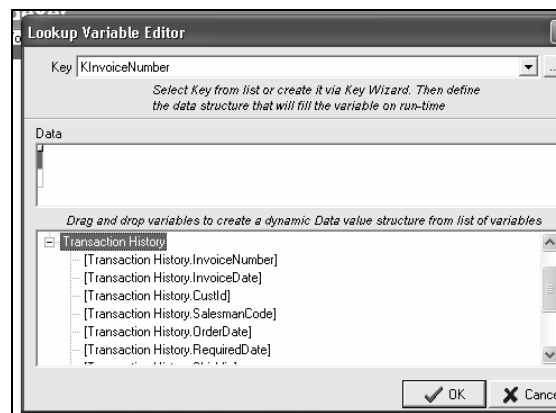 Lookup Variable Editor
Key KInvoiceNumber
Select Key from list or create it via Key Wizard. Then define
the data structure that will fill the variable on run-time
Data
Drag and drop variables to create a dynamic Data value structure from list of variables
Transaction History
[Transaction History.InvoiceNumber]
[Transaction History.InvoiceDate]
[Transaction History.CustId]
[Transaction History.SalesmanCode]
[Transaction History.OrderDate]
[Transaction History.RequiredDate]
OK Cance